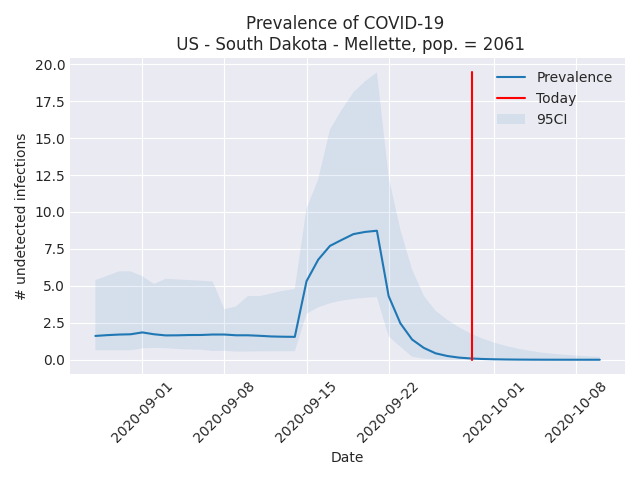 Prevalence of COVID-19
US - South Dakota - Mellette, pop. = 2061
20.0
17.5
15.0
12.5
10.0
7.5
5.0
2.5
0.0
# undetected infections
Prevalence
Today
95CI
2020-09-01
2020-09-08
2020-09-15
2020-09-22
2020-10-01
2020-10-08
Date